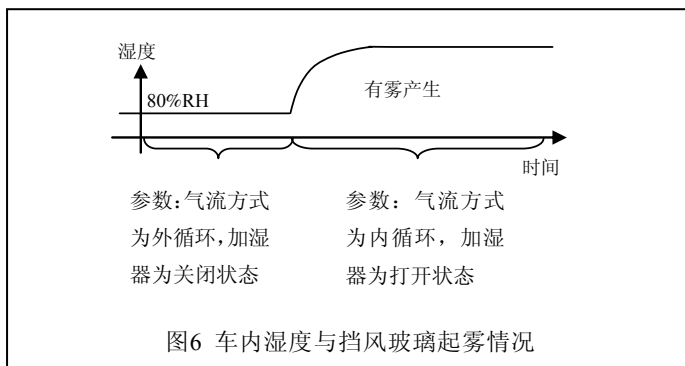 湿度
80%RH
有雾产生
时间
参数:气流方式
为外循环,加湿
器为关闭状态
参数：气流方式
为内循环，加湿
器为打开状态
图6 车内湿度与挡风玻璃起雾情况